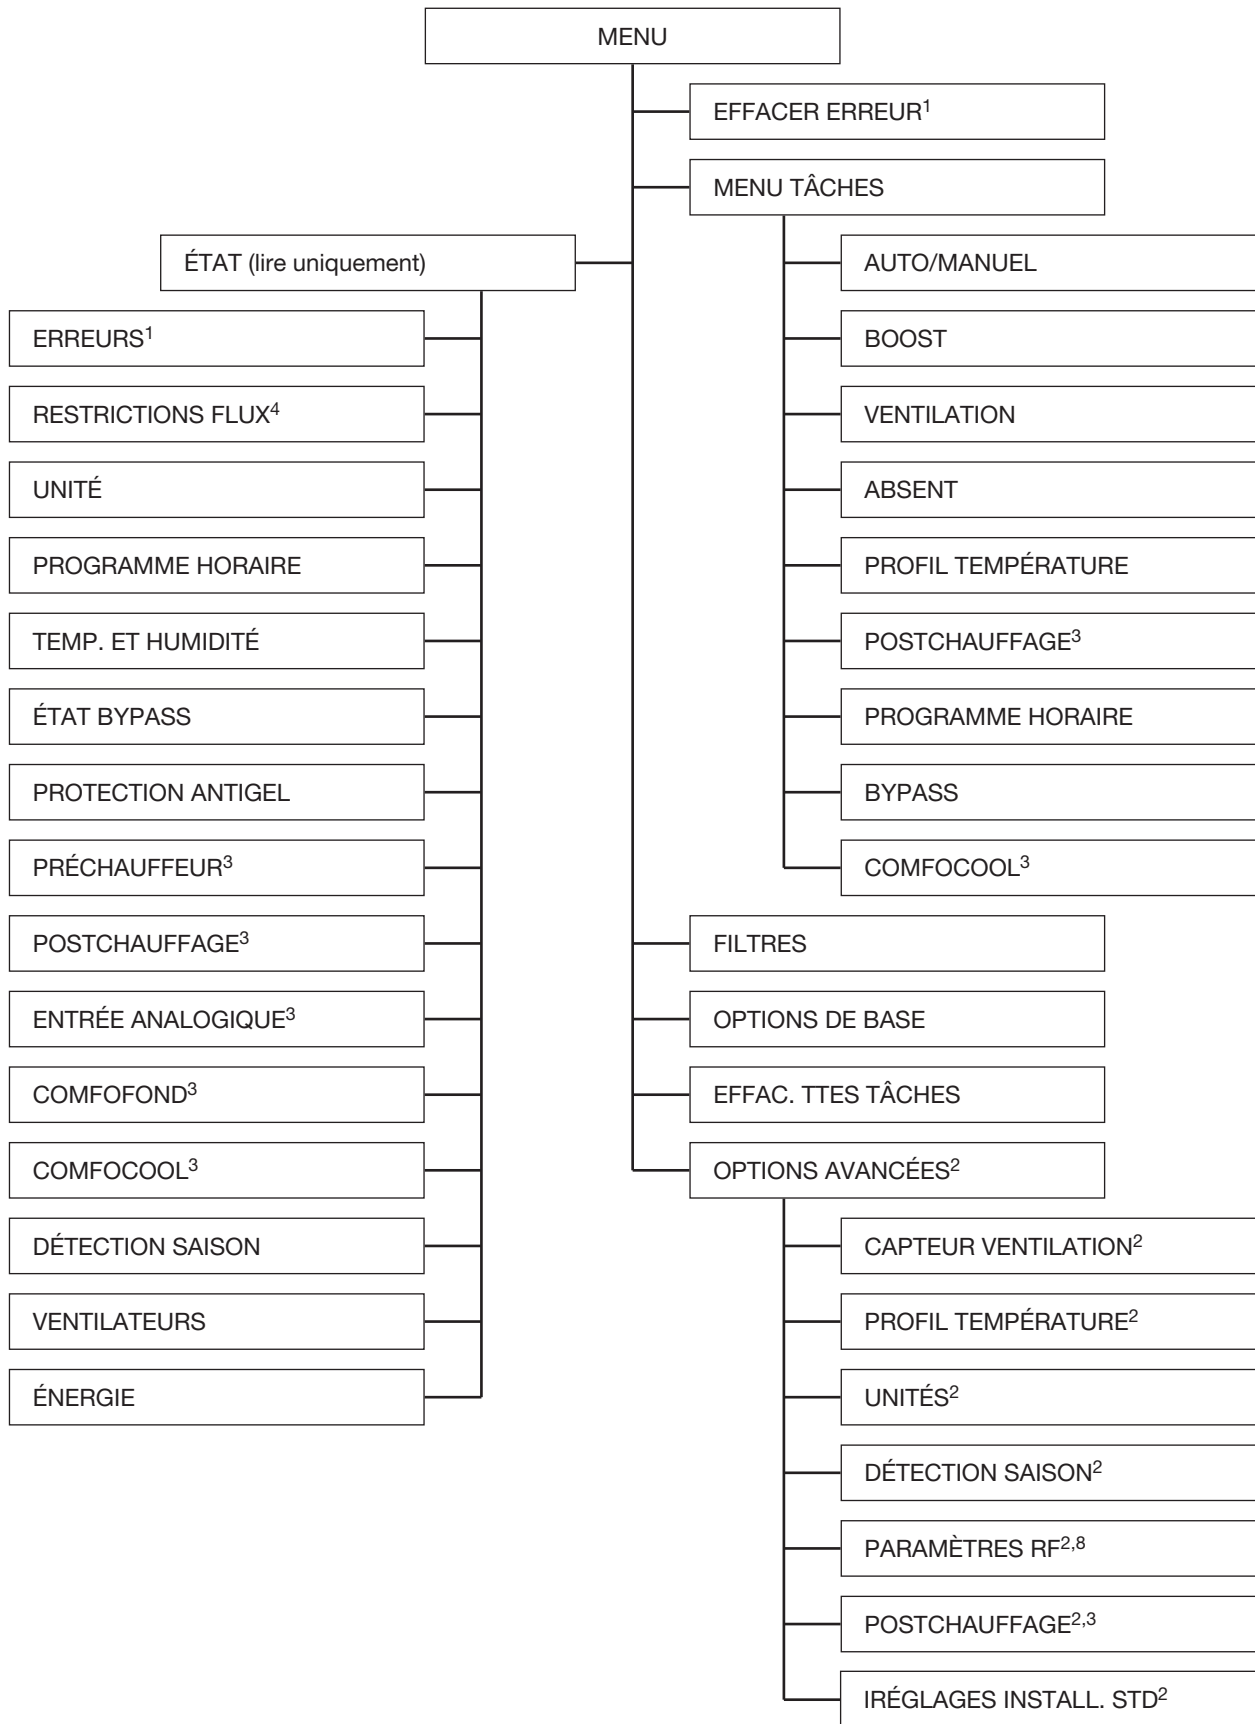 MENU
EFFACER ERREUR¹
MENU TÂCHES
ÉTAT (lire uniquement)
ERREURS¹
RESTRICTIONS FLUX⁴
UNITÉ
PROGRAMME HORAIRE
TEMP. ET HUMIDITÉ
ÉTAT BYPASS
PROTECTION ANTIGEL
PRÉCHAUFFEUR³
POSTCHAUFFAGE³
ENTRÉE ANALOGIQUE³
COMFOFOND³
COMFOCOOL³
DÉTECTION SAISON
VENTILATEURS
ÉNERGIE
AUTO/MANUEL
BOOST
VENTILATION
ABSENT
PROFIL TEMPÉRATURE
POSTCHAUFFAGE³
PROGRAMME HORAIRE
BYPASS
COMFOCOOL³
FILTRES
OPTIONS DE BASE
EFFAC. TTES TÂCHES
OPTIONS AVANCÉES²
CAPTEUR VENTILATION²
PROFIL TEMPÉRATURE²
UNITÉS²
DÉTECTION SAISON²
PARAMÈTRES RF²,⁸
POSTCHAUFFAGE²,³
IRÉGLAGES INSTALL. STD²